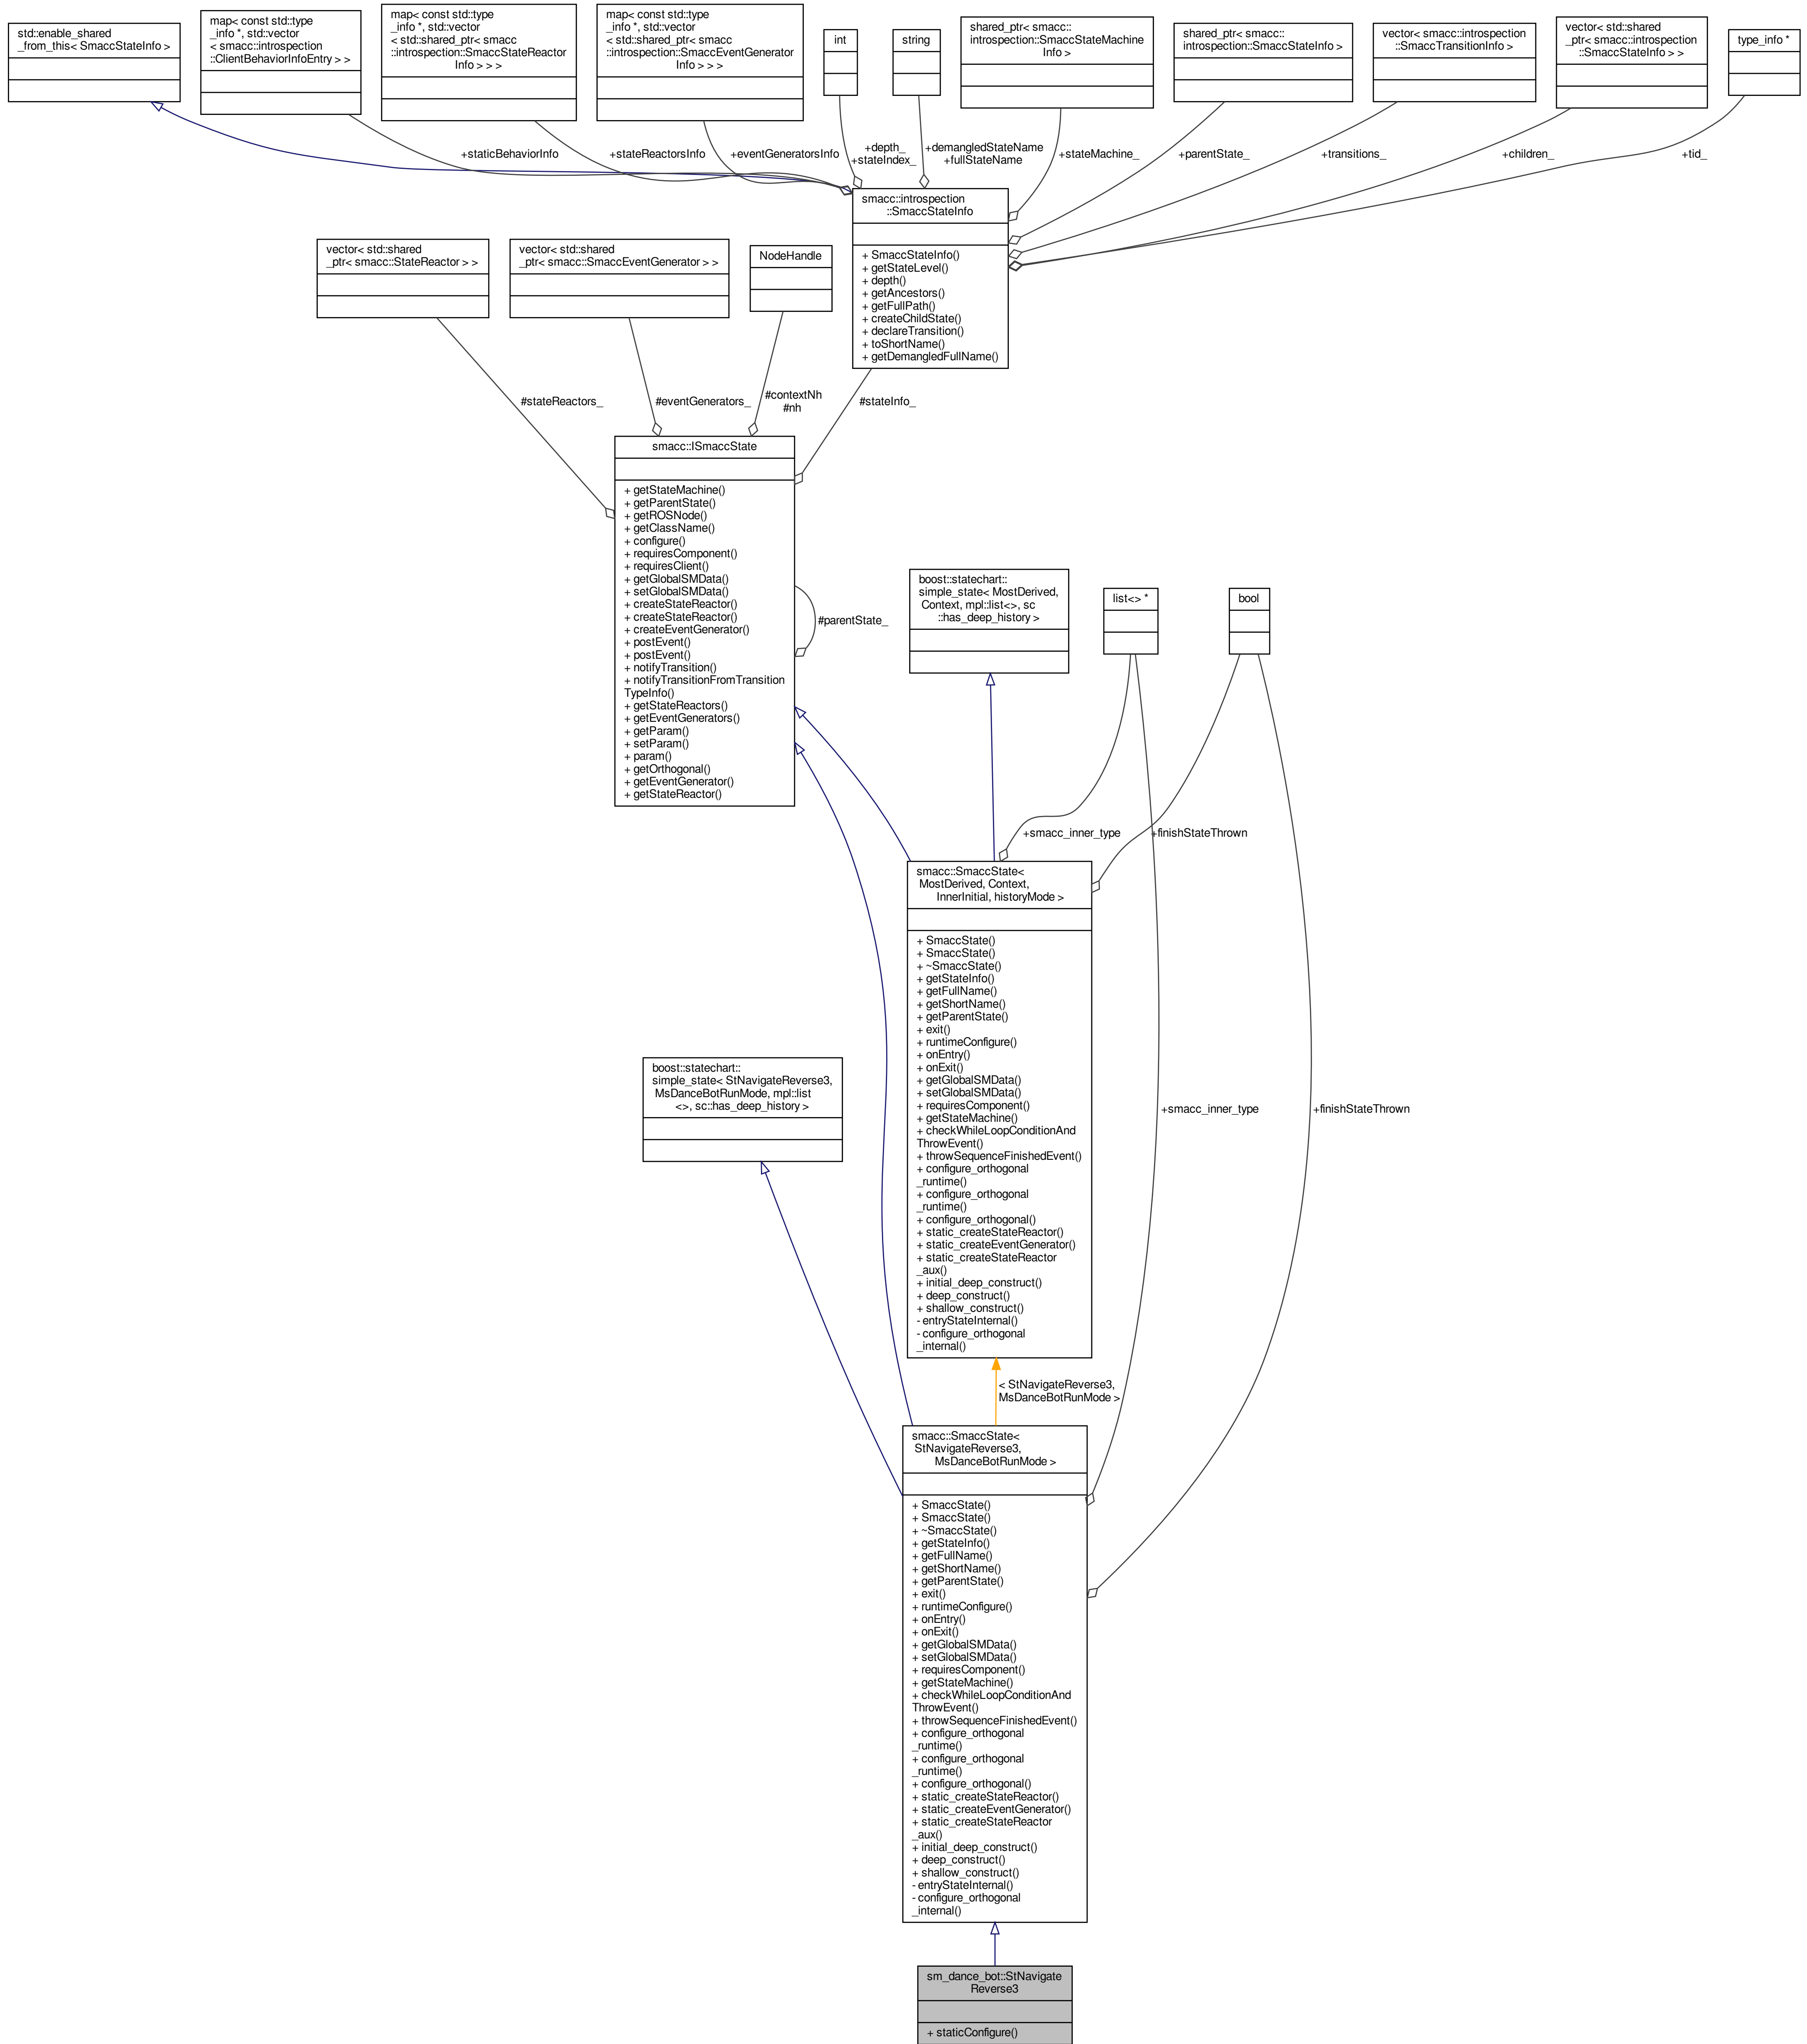 std::enable_shared
_from_this< SmaccStateInfo >
map< const std::type
_info *, std::vector
< smacc::introspection
::ClientBehaviorInfoEntry > >
map< const std::type
_info *, std::vector
< std::shared_ptr< smacc
::introspection::SmaccStateReactor
Info > > >
map< const std::type
_info *, std::vector
< std::shared_ptr< smacc
::introspection::SmaccEventGenerator
Info > > >
int
string
shared_ptr< smacc::
introspection::SmaccStateMachine
Info >
shared_ptr< smacc::
introspection::SmaccStateInfo >
vector< smacc::introspection
::SmaccTransitionInfo >
vector< std::shared
_ptr< smacc::introspection
::SmaccStateInfo > >
type_info *
+staticBehaviorInfo
+stateReactorsInfo
+eventGeneratorsInfo
+depth_
+stateIndex_
+demangledStateName
+fullStateName
+stateMachine_
+parentState_
+transitions_
+children_
+tid_
smacc::introspection
::SmaccStateInfo
+ SmaccStateInfo()
+ getStateLevel()
+ depth()
+ getAncestors()
+ getFullPath()
+ createChildState()
+ declareTransition()
+ toShortName()
+ getDemangledFullName()
vector< std::shared
_ptr< smacc::StateReactor > >
vector< std::shared
_ptr< smacc::SmaccEventGenerator > >
NodeHandle
#stateReactors_
#eventGenerators_
#contextNh
#nh
#stateInfo_
smacc::ISmaccState
+ getStateMachine()
+ getParentState()
+ getROSNode()
+ getClassName()
+ configure()
+ requiresComponent()
+ requiresClient()
+ getGlobalSMData()
+ setGlobalSMData()
+ createStateReactor()
+ createStateReactor()
+ createEventGenerator()
+ postEvent()
+ postEvent()
+ notifyTransition()
+ notifyTransitionFromTransition
TypeInfo()
+ getStateReactors()
+ getEventGenerators()
+ getParam()
+ setParam()
+ param()
+ getOrthogonal()
+ getEventGenerator()
+ getStateReactor()
#parentState_
boost::statechart::
simple_state< MostDerived,
Context, mpl::list<>, sc
::has_deep_history >
list<> *
bool
+smacc_inner_type
+finishStateThrown
smacc::SmaccState<
MostDerived, Context,
InnerInitial, historyMode >
+ SmaccState()
+ SmaccState()
+ ~SmaccState()
+ getStateInfo()
+ getFullName()
+ getShortName()
+ getParentState()
+ exit()
+ runtimeConfigure()
+ onEntry()
+ onExit()
+ getGlobalSMData()
+ setGlobalSMData()
+ requiresComponent()
+ getStateMachine()
+ checkWhileLoopConditionAnd
ThrowEvent()
+ throwSequenceFinishedEvent()
+ configure_orthogonal
_runtime()
+ configure_orthogonal
_runtime()
+ configure_orthogonal()
+ static_createStateReactor()
+ static_createEventGenerator()
+ static_createStateReactor
_aux()
+ initial_deep_construct()
+ deep_construct()
+ shallow_construct()
- entryStateInternal()
- configure_orthogonal
_internal()
boost::statechart::
simple_state< StNavigateReverse3,
MsDanceBotRunMode, mpl::list
<>, sc::has_deep_history >
+smacc_inner_type
+finishStateThrown
< StNavigateReverse3,
MsDanceBotRunMode >
smacc::SmaccState<
StNavigateReverse3,
MsDanceBotRunMode >
+ SmaccState()
+ SmaccState()
+ ~SmaccState()
+ getStateInfo()
+ getFullName()
+ getShortName()
+ getParentState()
+ exit()
+ runtimeConfigure()
+ onEntry()
+ onExit()
+ getGlobalSMData()
+ setGlobalSMData()
+ requiresComponent()
+ getStateMachine()
+ checkWhileLoopConditionAnd
ThrowEvent()
+ throwSequenceFinishedEvent()
+ configure_orthogonal
_runtime()
+ configure_orthogonal
_runtime()
+ configure_orthogonal()
+ static_createStateReactor()
+ static_createEventGenerator()
+ static_createStateReactor
_aux()
+ initial_deep_construct()
+ deep_construct()
+ shallow_construct()
- entryStateInternal()
- configure_orthogonal
_internal()
sm_dance_bot::StNavigate
Reverse3
+ staticConfigure()